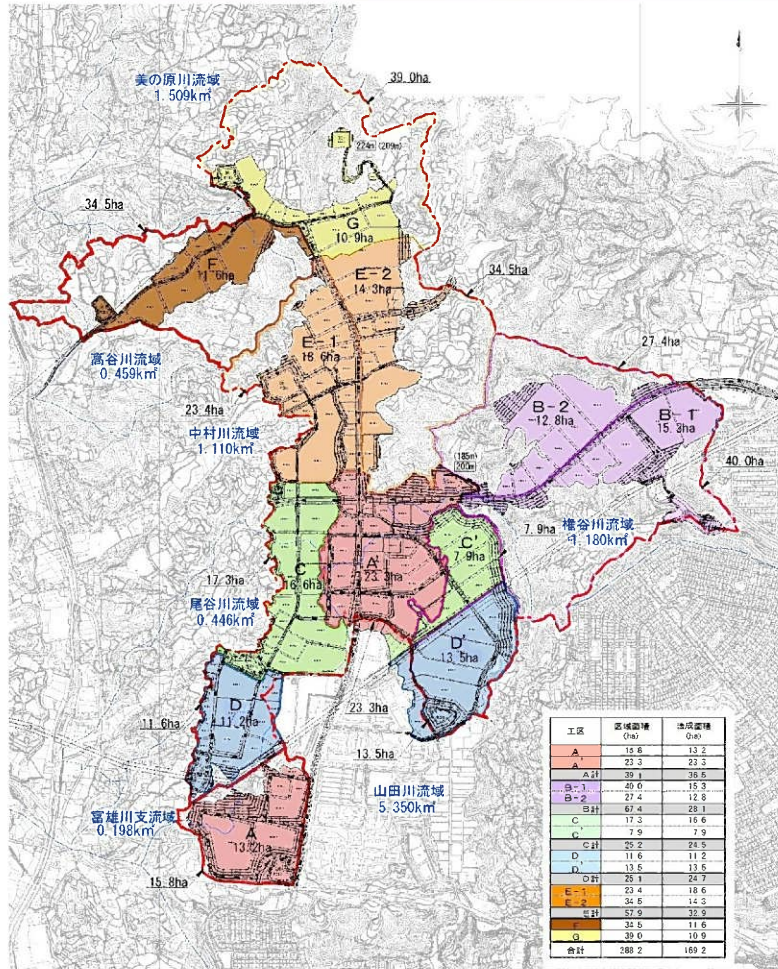 美の原川流域
1.509km²
39.0ha
224m (209m)
34.5ha
G
10.9ha
F
11.6ha
E-2
14.3ha
34.5ha
E-1
18.6ha
27.4ha
高谷川流域
0.459km²
23.4ha
B-2
12.8ha
B-1
15.3ha
中村川流域
1.110km²
(185m)
200m
40.0ha
7.9ha
1.180km²
C'
7.9ha
A'
23.3ha
C
16.6ha
17.3ha
尾谷川流域
0.446km²
D'
13.5ha
D
11.2ha
11.6ha
23.3ha
13.5ha
山田川流域
5.350km²
富雄川支流域
0.198km²
A
13.2ha
15.8ha
工区 区域面積(ha) 造成面積(ha)
A 15.8 13.2
A' 23.3 23.3
A計 39.1 36.5
B-1 40.0 15.3
B-2 27.4 12.8
B計 67.4 28.1
C 17.3 16.6
C' 7.9 7.9
C計 25.2 24.5
D 11.6 11.2
D' 13.5 13.5
D計 25.1 24.7
E-1 23.4 18.6
E-2 34.5 14.3
E計 57.9 32.9
F 34.5 11.6
G 39.0 10.9
合計 288.2 169.2